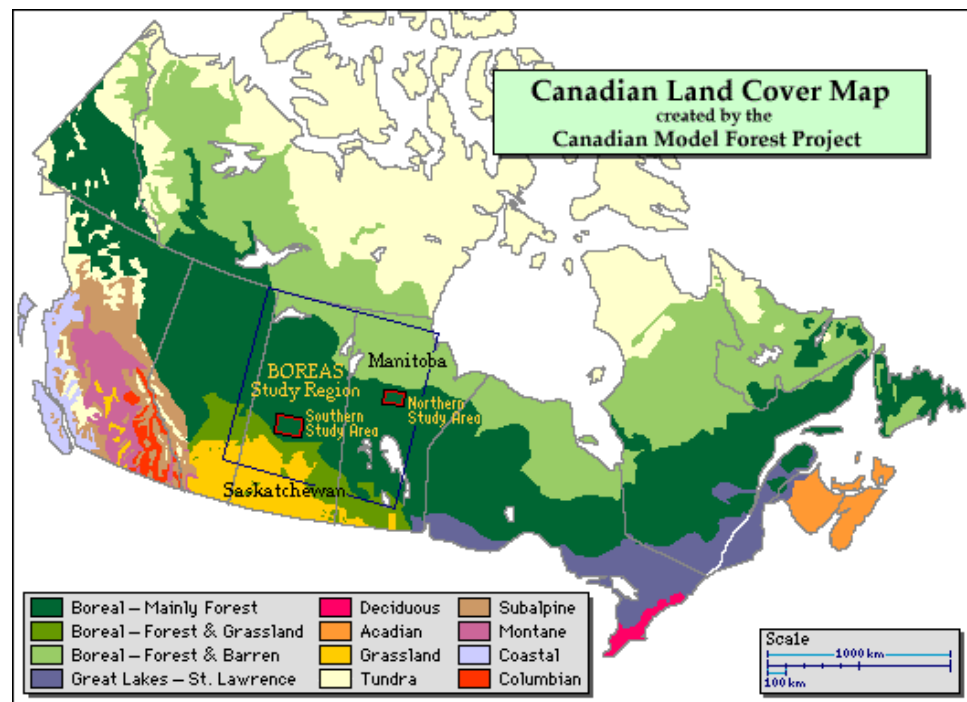 Canadian Land Cover Map
created by the
Canadian Model Forest Project
Manitoba
BOREAS
Study Region
Northern
Study Area
Southern
Study Area
Saskatchewan
Boreal – Mainly Forest
Boreal – Forest & Grassland
Boreal – Forest & Barren
Great Lakes – St. Lawrence
Deciduous
Acadian
Grassland
Tundra
Subalpine
Montane
Coastal
Columbian
Scale
1000 km
100 km